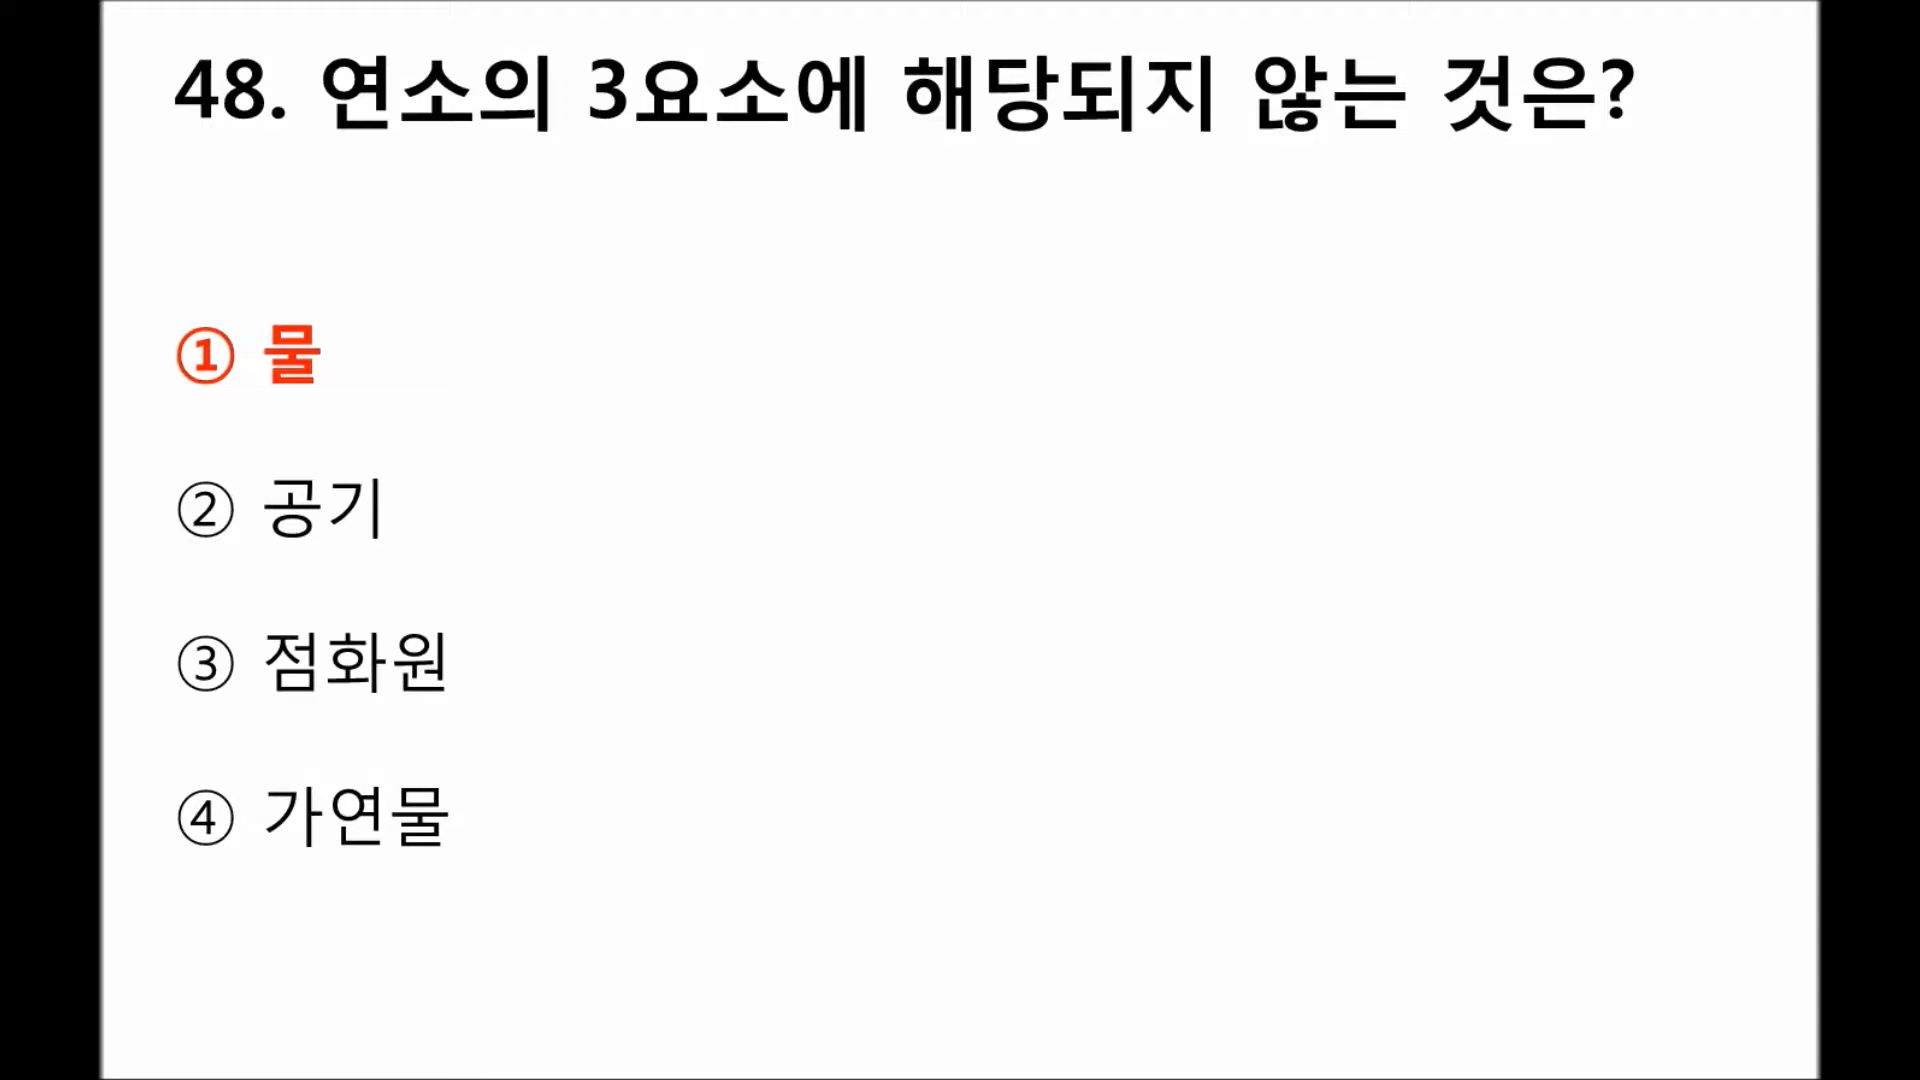 48. 연소의 3요소에 해당되지 않는 것은?
① 물
② 공기
③ 점화원
④ 가연물